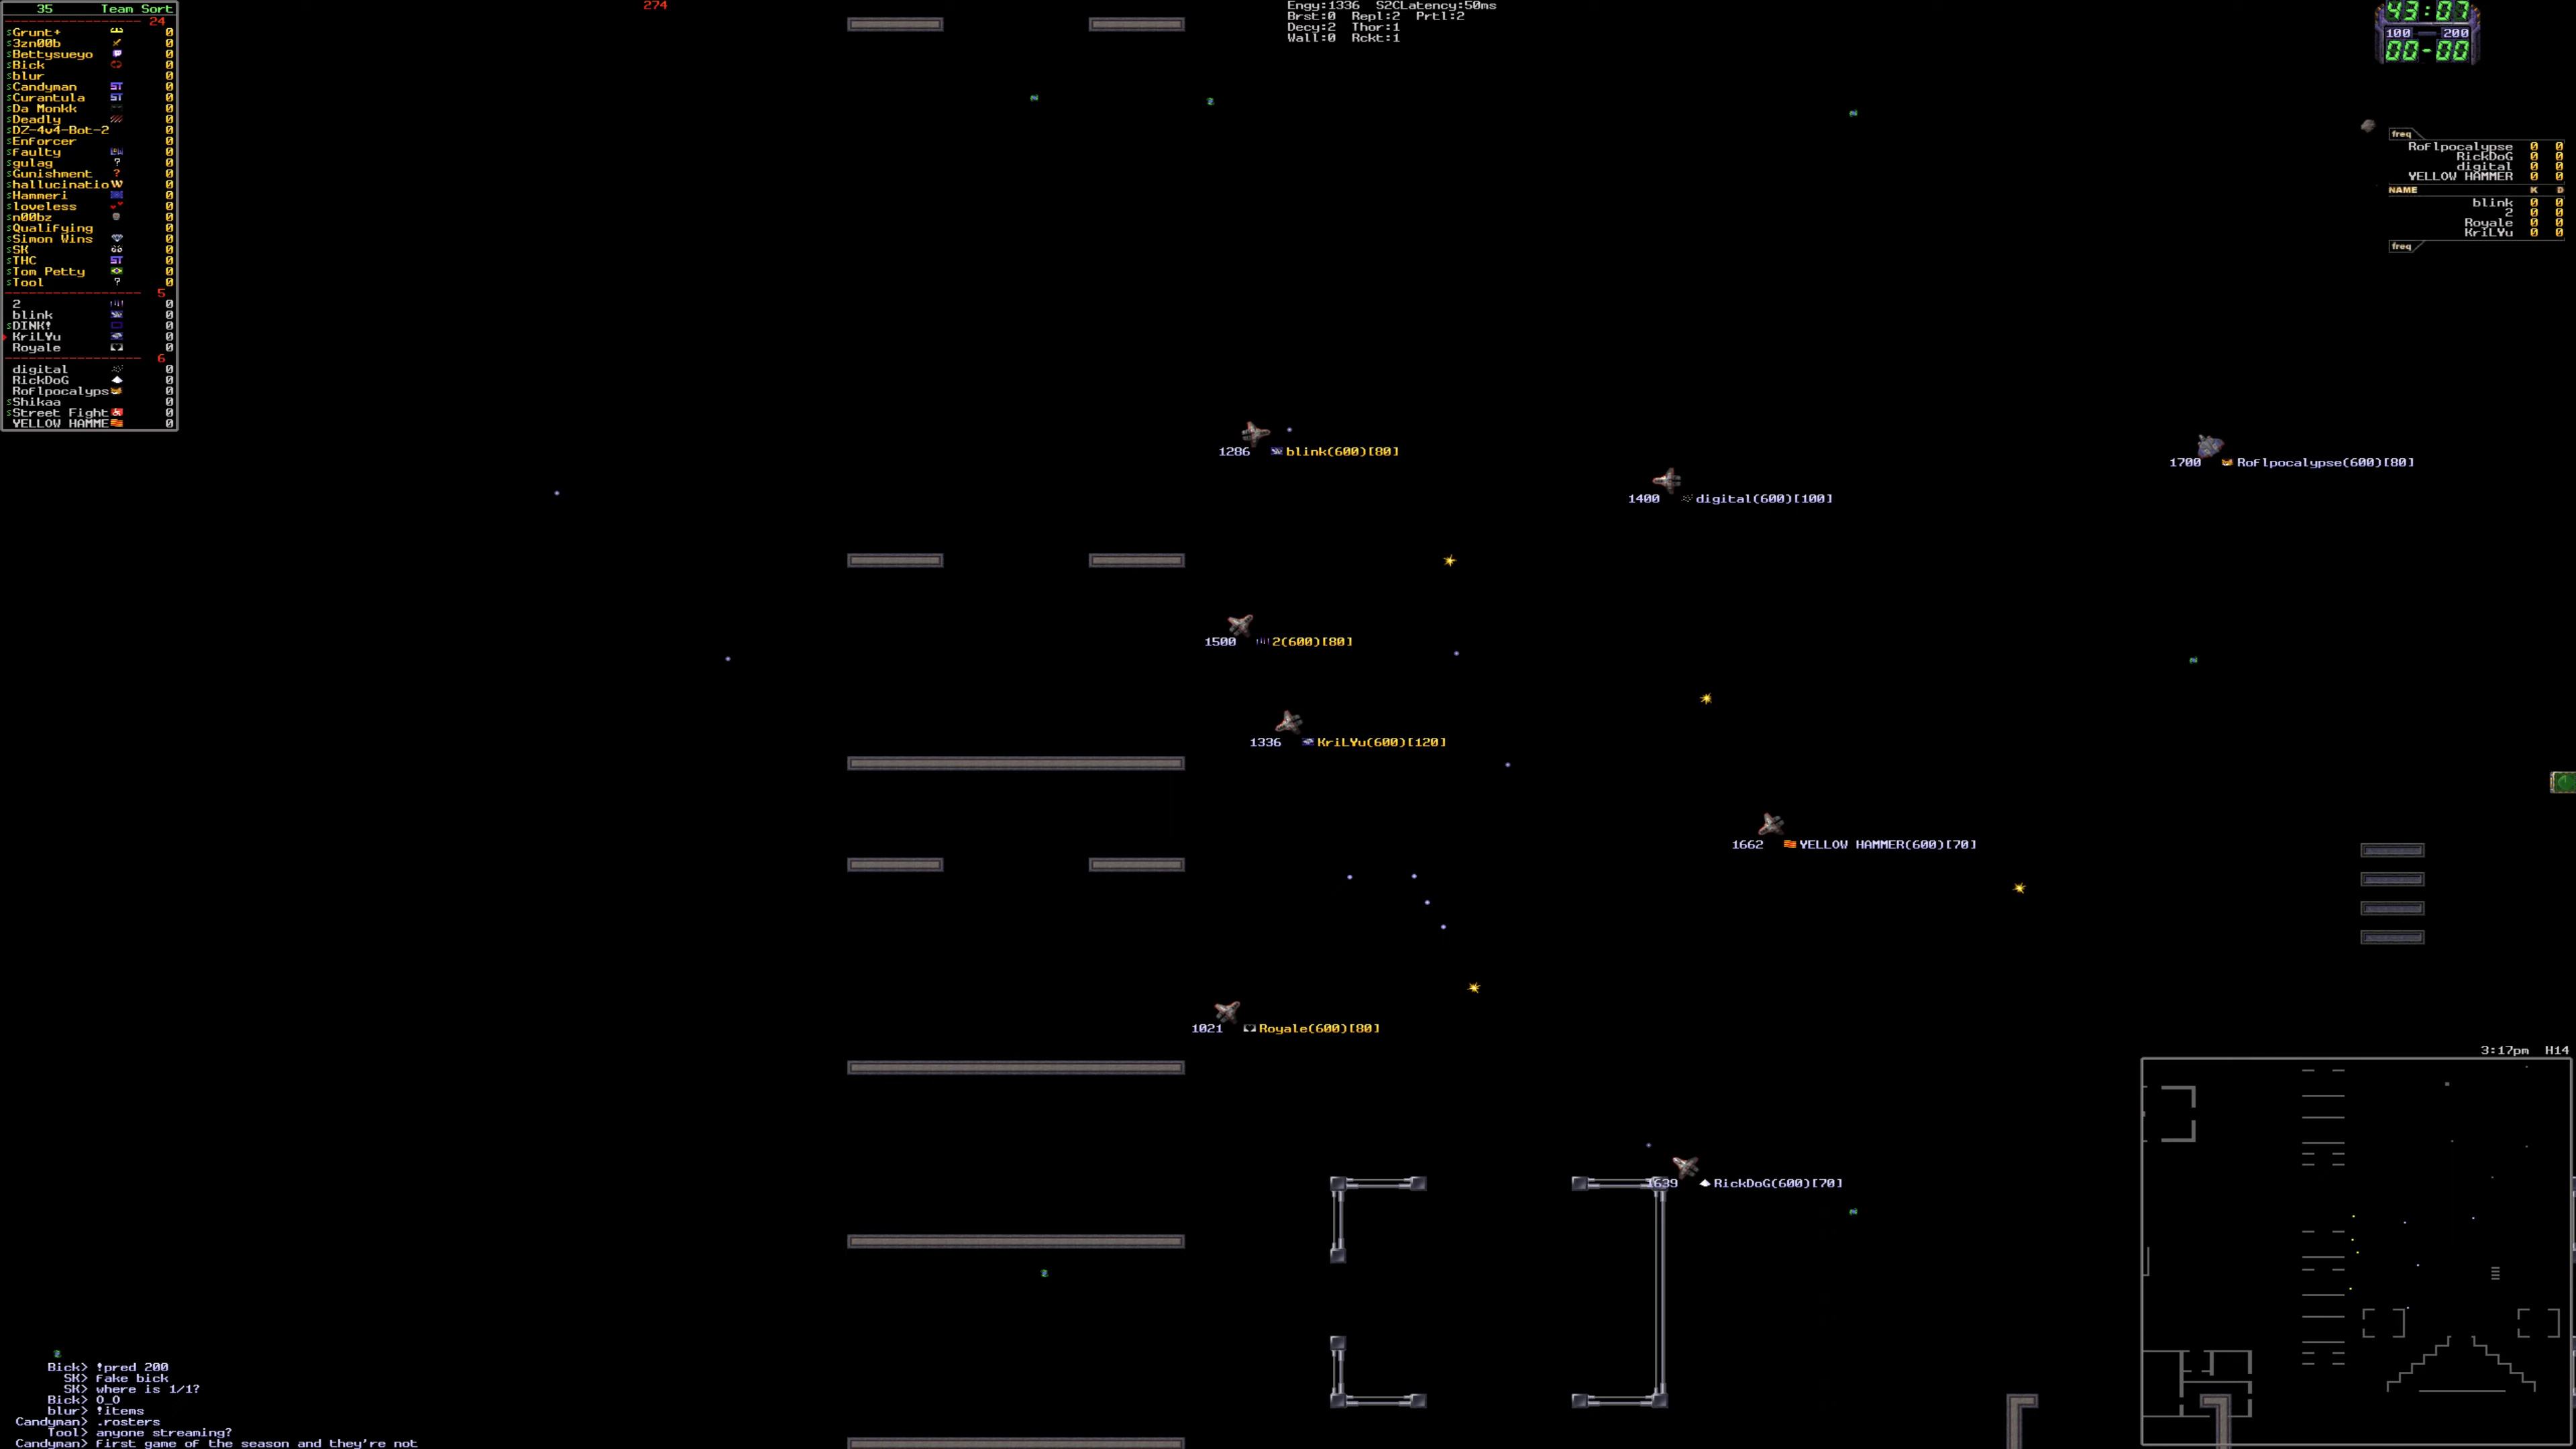 35 Team Sort
24
$Grunt+ 0
$3zn00b 0
$Bettysueyo 0
$Bick 0
$blur 0
$Candyman ST 0
$Curantula ST 0
$Da Monkk 0
$Deadly 0
$DZ-4v4-Bot-2 0
$Enforcer 0
$faulty 0
$gulag ? 0
$Gunishment ? 0
$hallucinatio W 0
$Hammeri 0
$loveless 0
$n00bz 0
$Qualifying 0
$Simon Wins 0
$SK 0
$THC ST 0
$Tom Petty 0
$Tool ? 0
5
2 0
blink 0
$DINK! 0
KriLYu 0
Royale 0
6
digital 0
RickDoG 0
Roflpocalyps 0
$Shikaa 0
$Street Fight 0
YELLOW HAMME 0
274
Engy:1336 S2CLatency:50ms
Brst:0 Repl:2 Prtl:2
Decy:2 Thor:1
Wall:0 Rckt:1
43:07
100 200
00-00
freq
Roflpocalypse 0 0
RickDoG 0 0
digital 0 0
YELLOW HAMMER 0 0
NAME K D
blink 0 0
2 0 0
Royale 0 0
KriLYu 0 0
freq
1286 blink(600)[80]
1700 Roflpocalypse(600)[80]
1400 digital(600)[100]
1500 2(600)[80]
1336 KriLYu(600)[120]
1662 YELLOW HAMMER(600)[70]
1021 Royale(600)[80]
3:17pm H14
1639 RickDoG(600)[70]
Bick> !pred 200
SK> fake bick
SK> where is 1/1?
Bick> O_O
blur> !items
Candyman> .rosters
Tool> anyone streaming?
Candyman> first game of the season and they're not